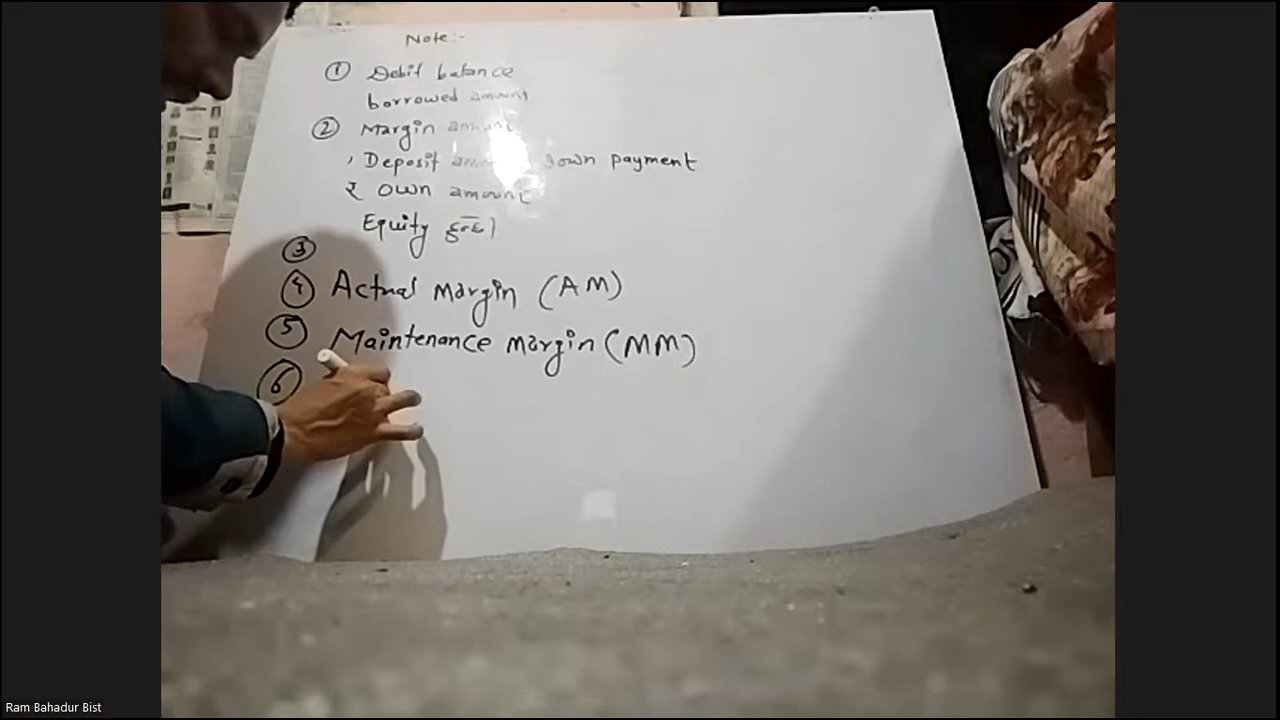 Note:-
① Debit balance
borrowed amount
② Margin amount
, Deposit down payment
र own amount
Equity हुन्छ।
③
④ Actual Margin (AM)
⑤ Maintenance Margin (MM)
⑥
Ram Bahadur Bist